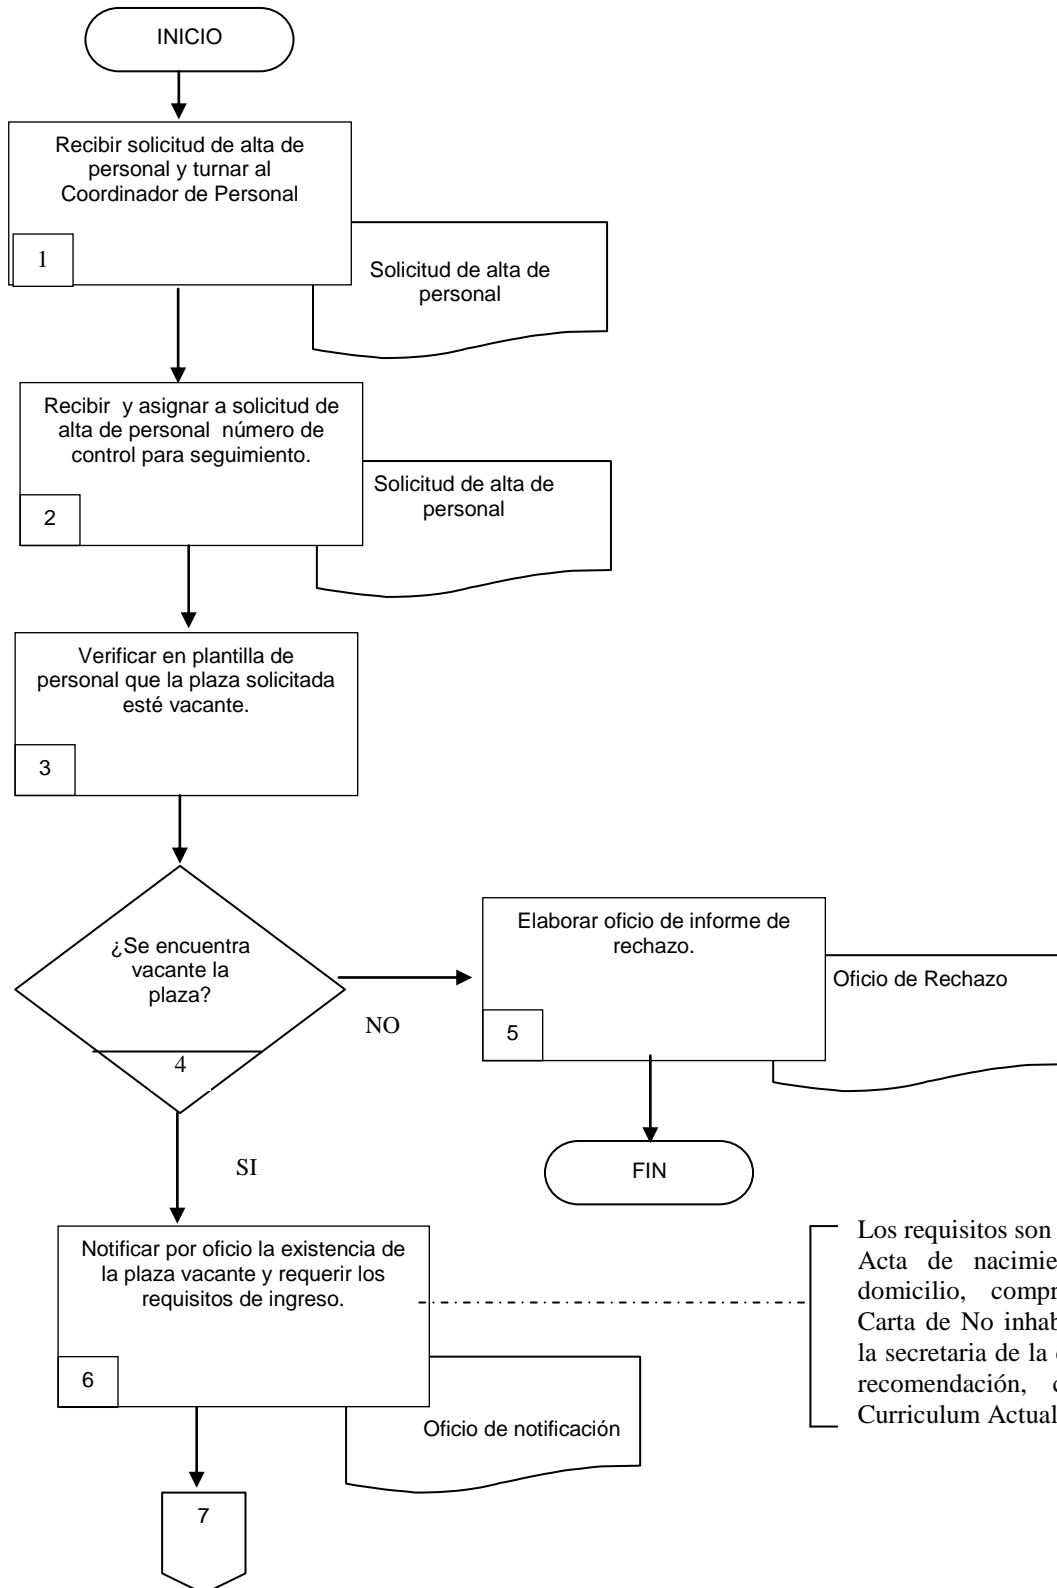 INICIO
Recibir solicitud de alta de
personal y turnar al
Coordinador de Personal
1
Solicitud de alta de
personal
Recibir y asignar a solicitud de
alta de personal número de
control para seguimiento.
2
Solicitud de alta de
personal
Verificar en plantilla de
personal que la plaza solicitada
esté vacante.
3
¿Se encuentra
vacante la
plaza?
4
NO
Elaborar oficio de informe de
rechazo.
5
Oficio de Rechazo
FIN
SI
Notificar por oficio la existencia de
la plaza vacante y requerir los
requisitos de ingreso.
6
Oficio de notificación
Los requisitos son
Acta de nacimie
domicilio, compr
Carta de No inhab
la secretaria de la
recomendación,
Curriculum Actual
7